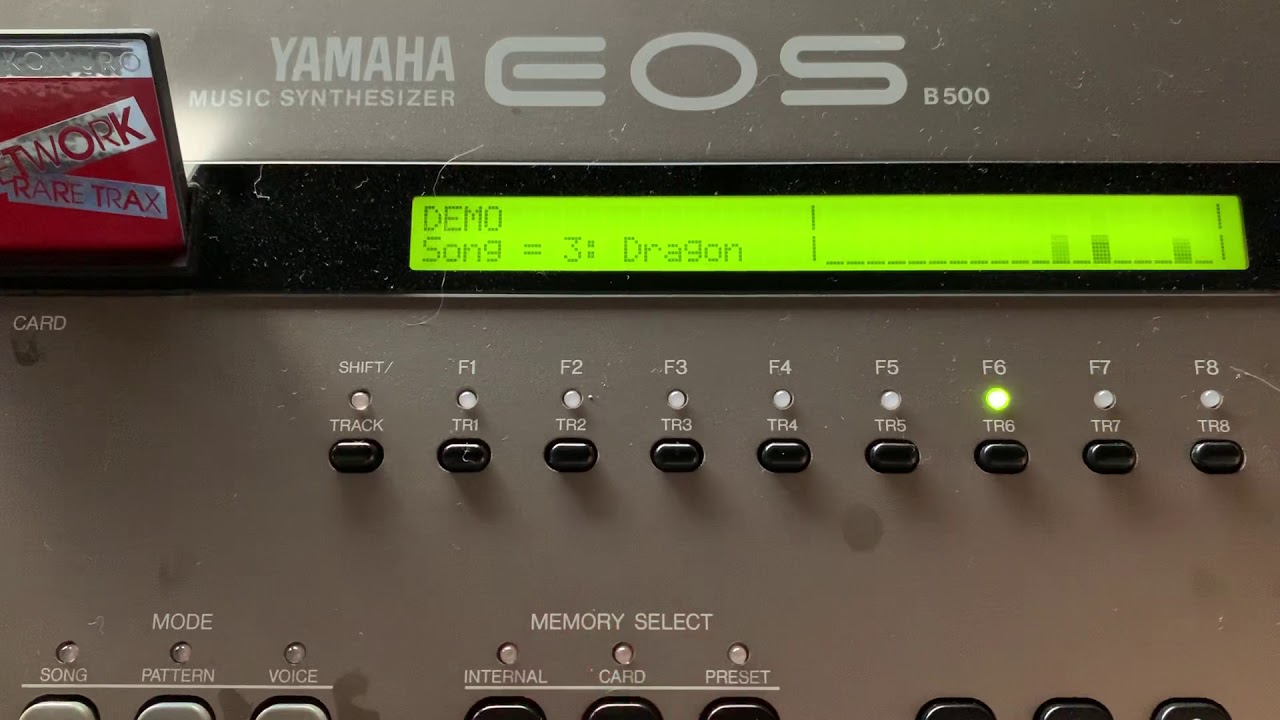 YAMAHA
MUSIC SYNTHESIZER
EOS
B500
KOMURO
TWORK
RARE TRAX
DEMO
Song = 3: Dragon
CARD
SHIFT/ F1 F2 F3 F4 F5 F6 F7 F8
TRACK TR1 TR2 TR3 TR4 TR5 TR6 TR7 TR8
MODE
SONG PATTERN VOICE
MEMORY SELECT
INTERNAL CARD PRESET